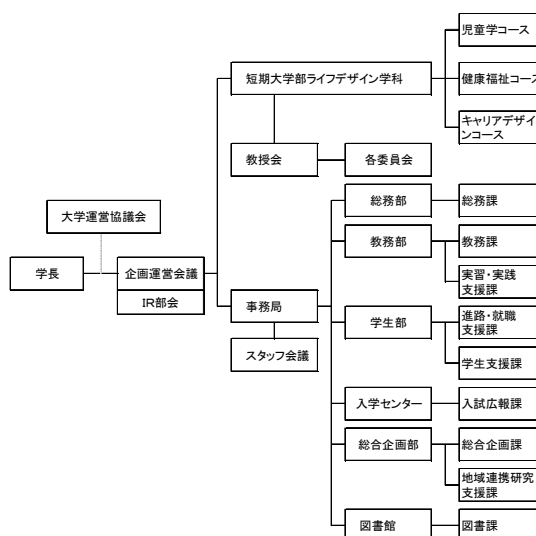 児童学コース
短期大学部ライフデザイン学科
健康福祉コース
キャリアデザイ
ンコース
教授会
各委員会
総務部
総務課
大学運営協議会
教務部
教務課
学長
企画運営会議
実習・実践
支援課
IR部会
事務局
学生部
進路・就職
支援課
スタッフ会議
学生支援課
入学センター
入試広報課
総合企画部
総合企画課
地域連携研究
支援課
図書館
図書課